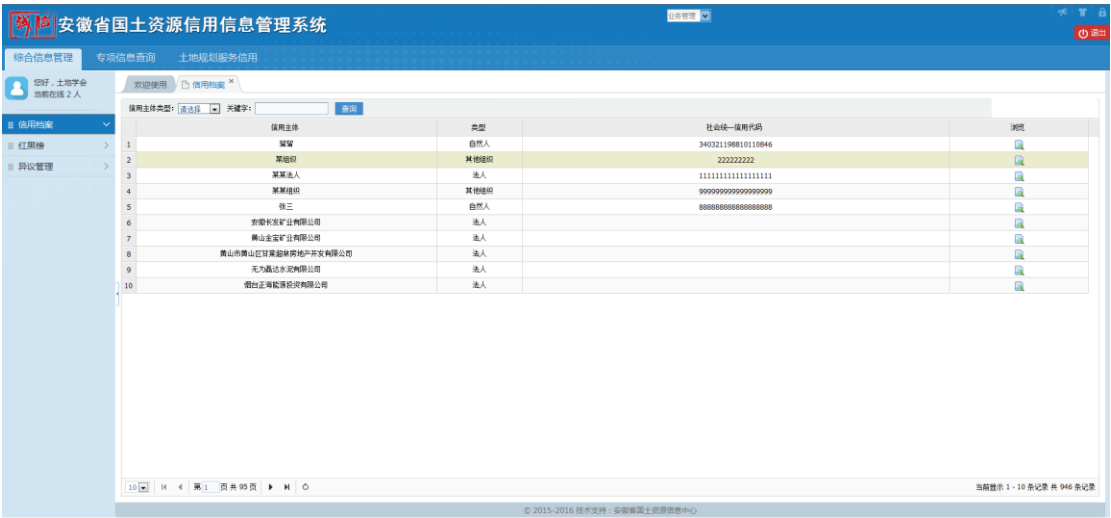 诚信 安徽省国土资源信用信息管理系统
业务管理
退出
综合信息管理 专项信息查询 土地规划服务信用
您好，土地学会
当前在线 2 人
欢迎使用 信用档案
信用主体类型: 请选择 关键字: 查询
信用档案
红黑榜
异议管理
信用主体 类型 社会统一信用代码 浏览
1 自然人 340321198810110846
2 某组织 其他组织 222222222
3 某某法人 法人 111111111111111111
4 某某组织 其他组织 999999999999999999
5 张三 自然人 888888888888888888
6 安徽长发矿业有限公司 法人
7 黄山金宝矿业有限公司 法人
8 黄山市黄山区甘棠超林房地产开发有限公司 法人
9 无为磊达水泥有限公司 法人
10 烟台正海能源投资有限公司 法人
10 第 1 页 共 95 页
当前显示 1 - 10 条记录 共 946 条记录
© 2015-2016 技术支持：安徽省国土资源信息中心